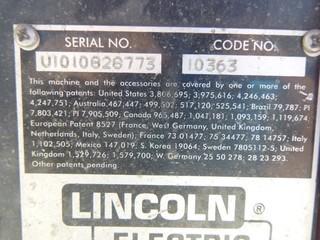 SERIAL NO. CODE NO.
U1010828773 10363
This machine and the accessories are covered by one or more of the
following patents: United States 3,806,695; 3,975,616; 4,246,463;
4,247,751; Australia 467,447; 499,502; 517,120; 525,541; Brazil 79,787; PI
7,803,421; PI 7,905,509; Canada 965,487; 1,047,181; 1,093,159; 1,119,674
European Patent 8527 (France, West Germany, United Kingdom,
Netherlands, Italy, Sweden); France 73.01477; 75 34477; 78 14757; Italy
1,102,505; Mexico 147,019; S. Korea 19064; Sweden 7805112-5; United
Kingdom 1,529,726; 1,579,700; W. Germany 25 50 278; 28 23 293.
Other patents pending.
LINCOLN ®
ELECTRIC